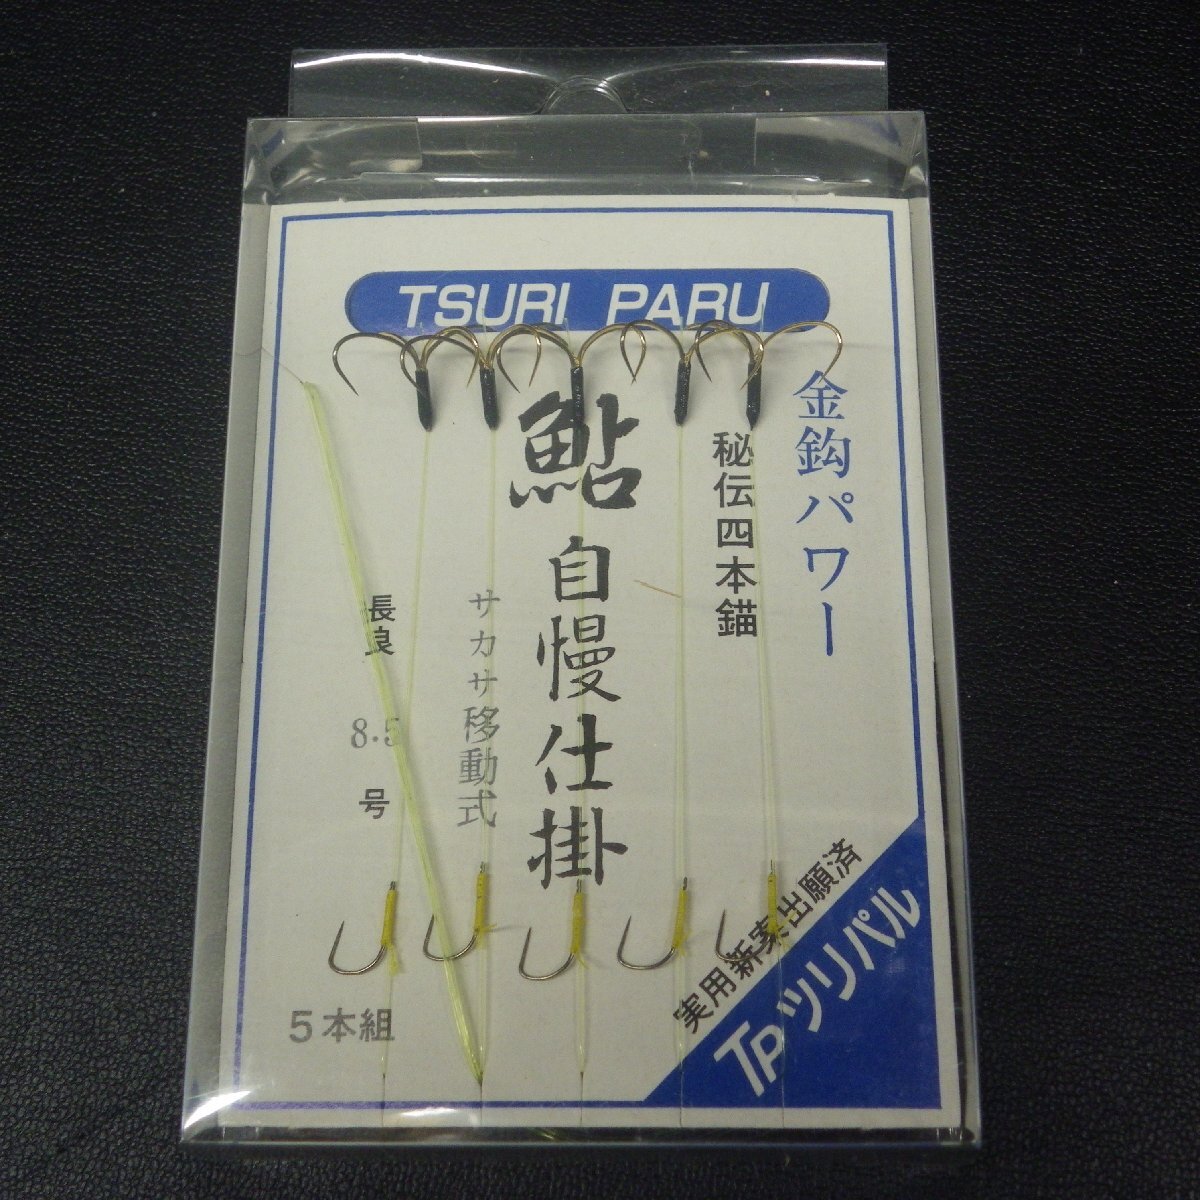 TSURI PARU
金鈎パワー
秘伝四本錨
鮎自慢仕掛
サカサ移動式
長良 8.5 号
5本組
実用新案出願済
TPツリパル